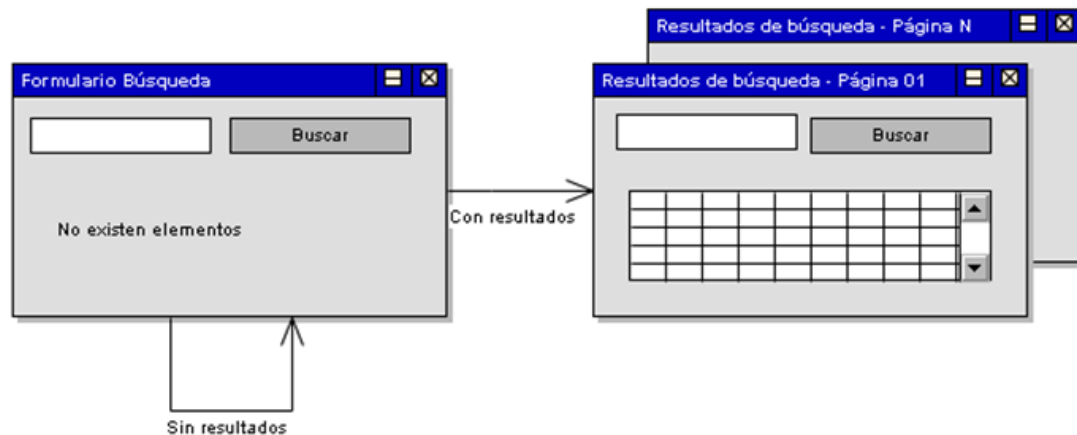 Resultados de búsqueda - Página N
Formulario Búsqueda
Resultados de búsqueda - Página 01
Buscar
Buscar
Con resultados
No existen elementos
Sin resultados